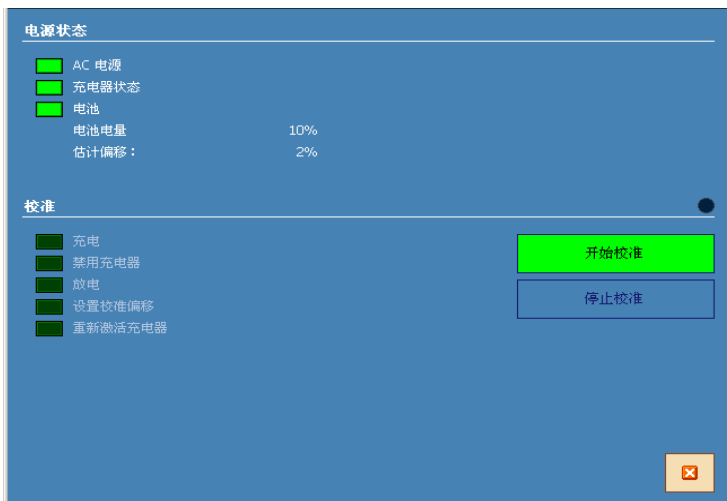 电源状态
AC 电源
充电器状态
电池
电池电量 10%
估计偏移： 2%
校准
充电
禁用充电器
放电
设置校准偏移
重新激活充电器
开始校准
停止校准